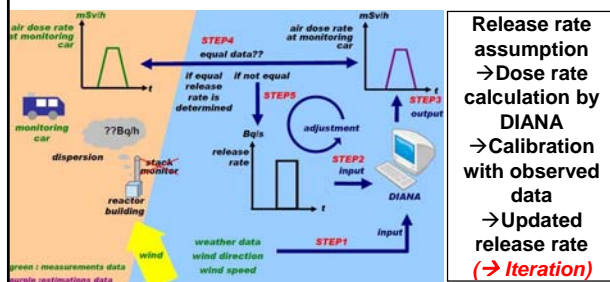 mSv/h
air dose rate
at monitoring
car
t
STEP4
equal data??
if equal
release
rate is
determined
if not equal
STEP5
mSv/h
air dose rate
at monitoring
car
t
STEP3
output
monitoring
car
??Bq/h
dispersion
stack
monitor
reactor
building
wind
Bq/s
release
rate
t
adjustment
STEP2
input
DIANA
input
weather data
wind direction
wind speed
STEP1
green : measurements data
purple :estimations data
Release rate
assumption
→Dose rate
calculation by
DIANA
→Calibration
with observed
data
→Updated
release rate
(→ Iteration)